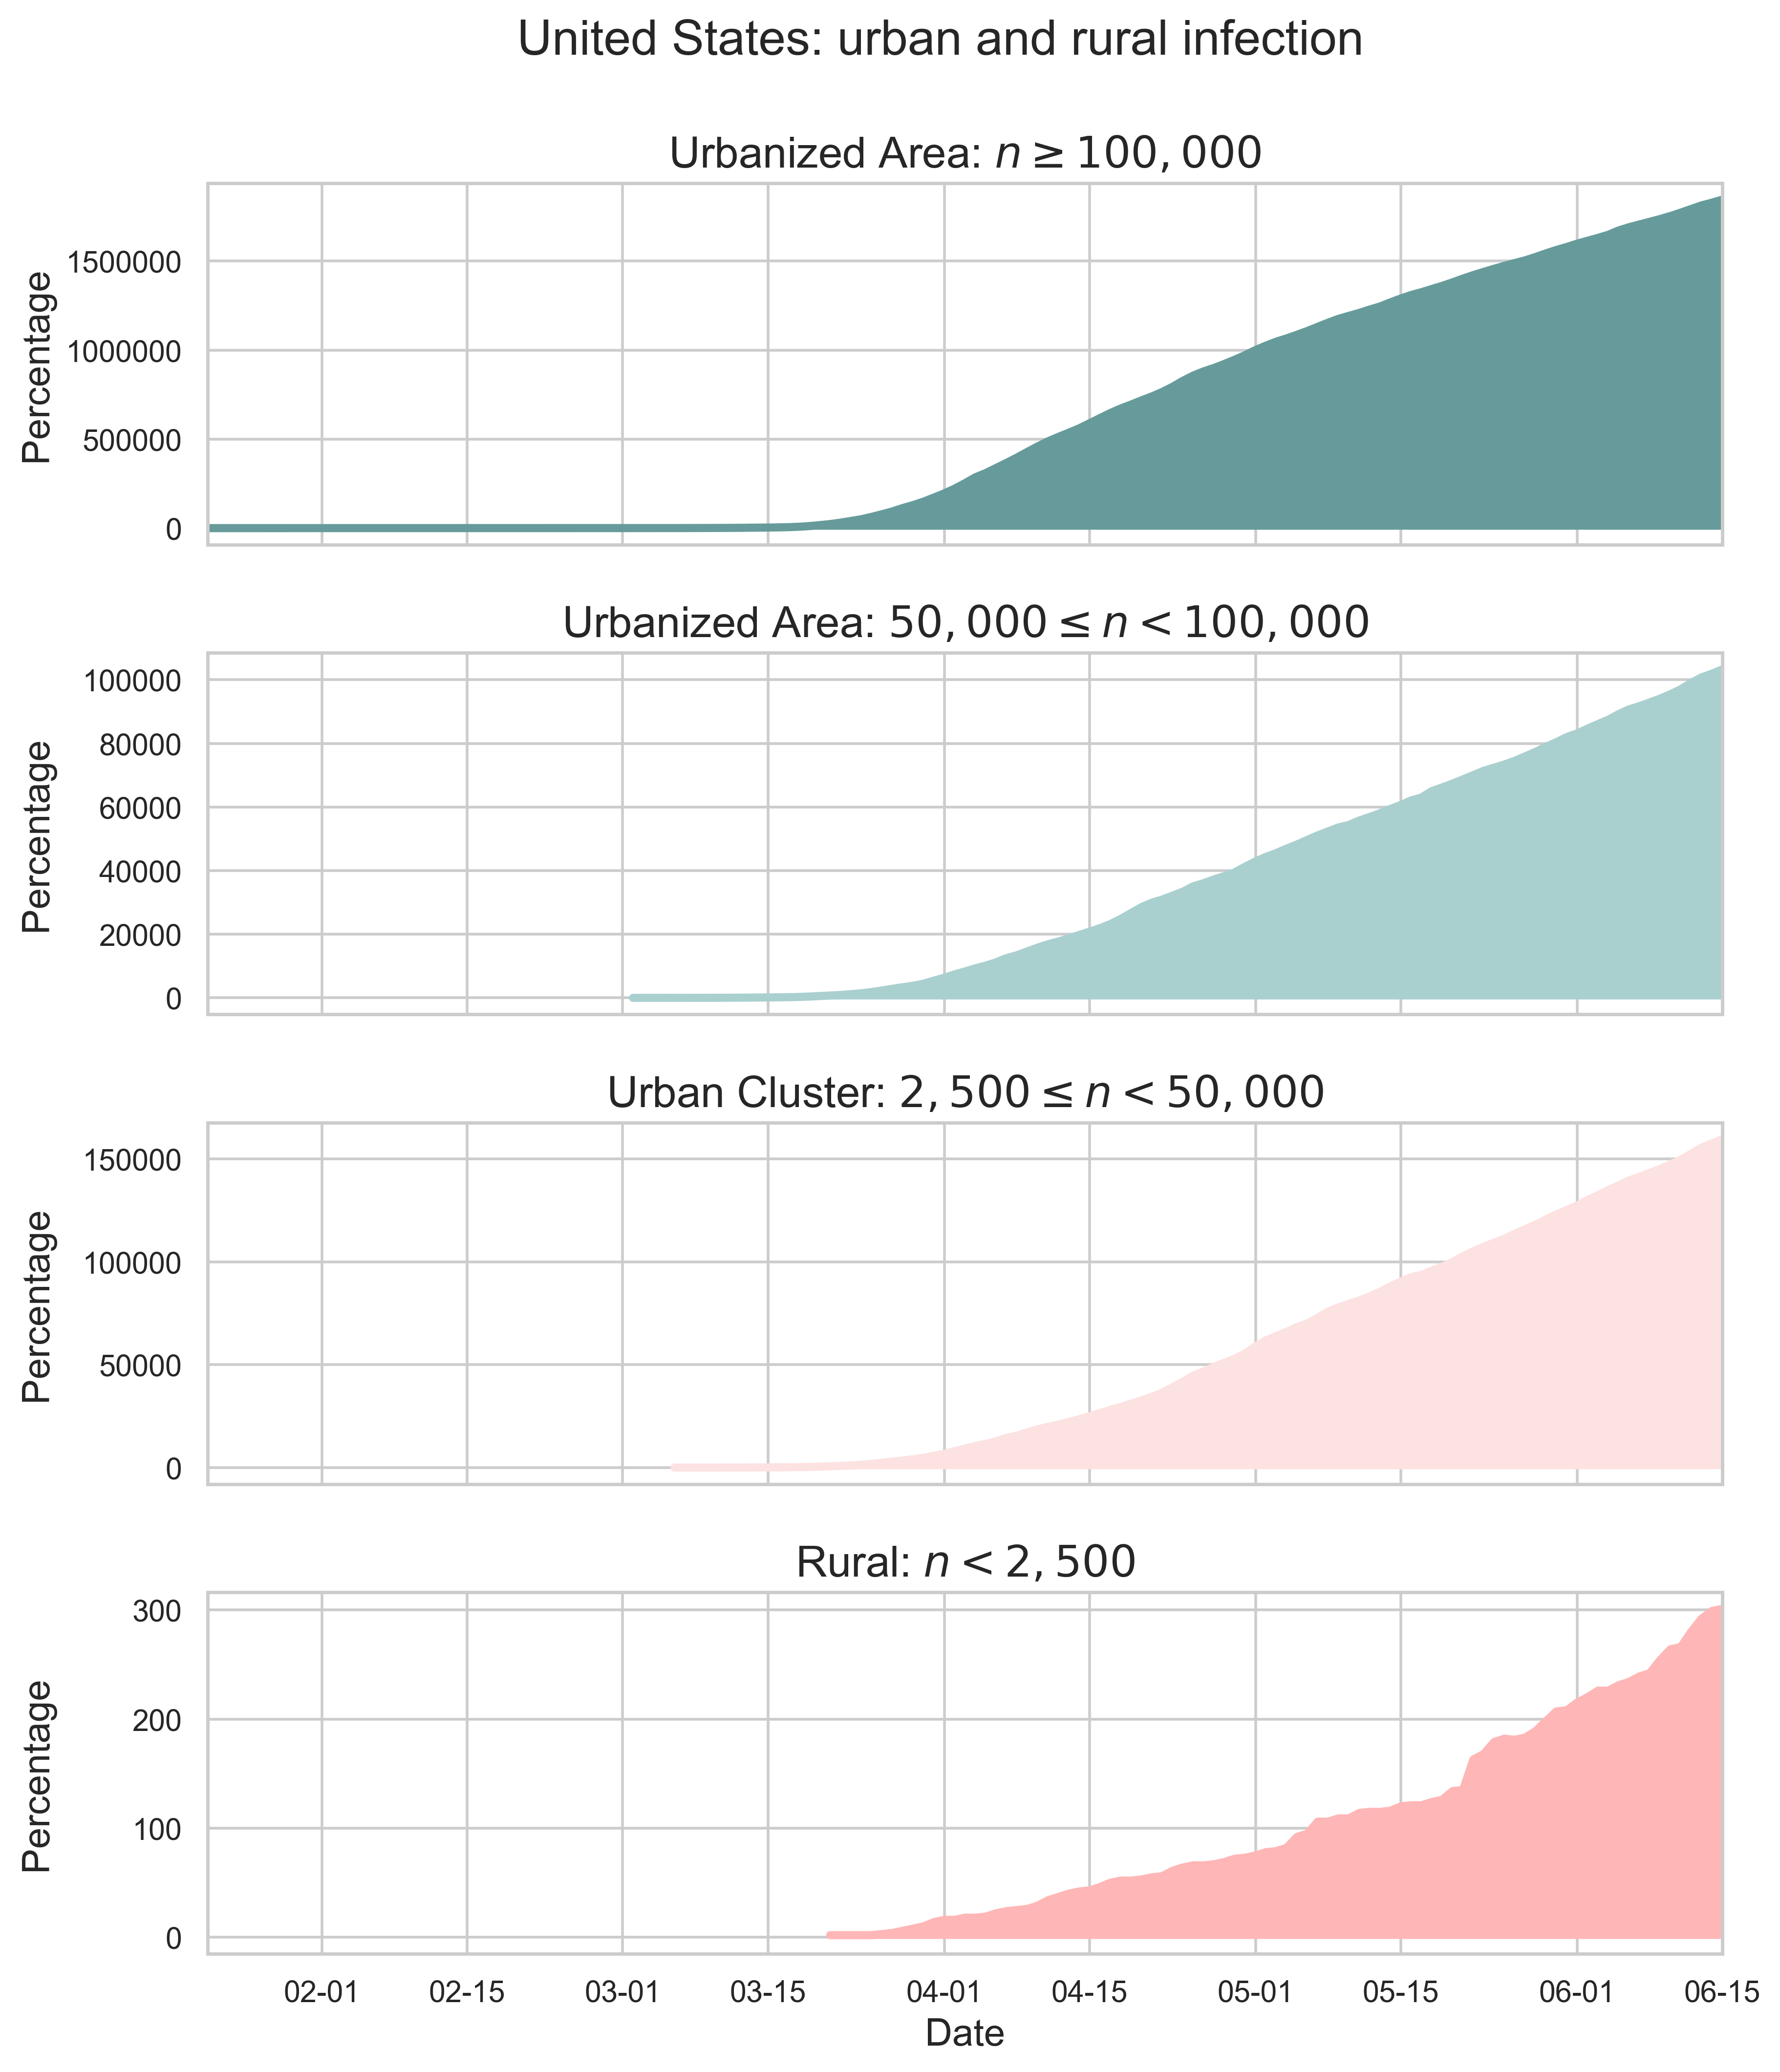 United States: urban and rural infection
Urbanized Area: n ≥ 100, 000
Percentage
1500000
1000000
500000
0
Urbanized Area: 50, 000 ≤ n < 100, 000
Percentage
100000
80000
60000
40000
20000
0
Urban Cluster: 2, 500 ≤ n < 50, 000
Percentage
150000
100000
50000
0
Rural: n < 2, 500
Percentage
300
200
100
0
02-01 02-15 03-01 03-15 04-01 04-15 05-01 05-15 06-01 06-15
Date